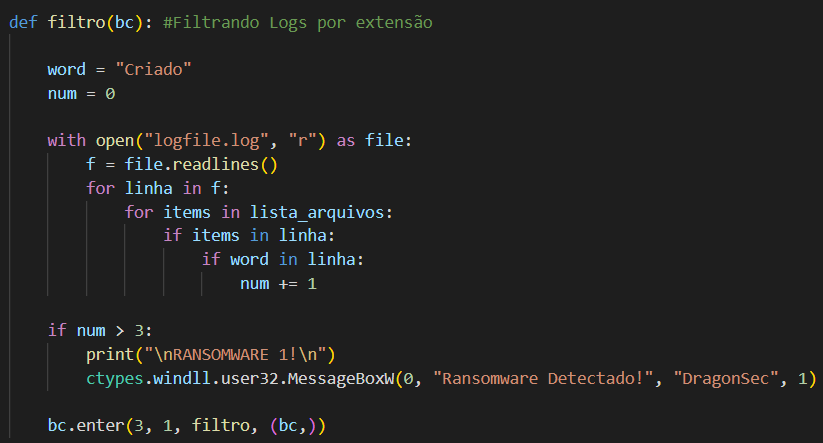 def filtro(bc): #Filtrando Logs por extensão
word = "Criado"
num = 0
with open("logfile.log", "r") as file:
f = file.readlines()
for linha in f:
for items in lista_arquivos:
if items in linha:
if word in linha:
num += 1
if num > 3:
print("\nRANSOMWARE 1!\n")
ctypes.windll.user32.MessageBoxW(0, "Ransomware Detectado!", "DragonSec", 1)
bc.enter(3, 1, filtro, (bc,))